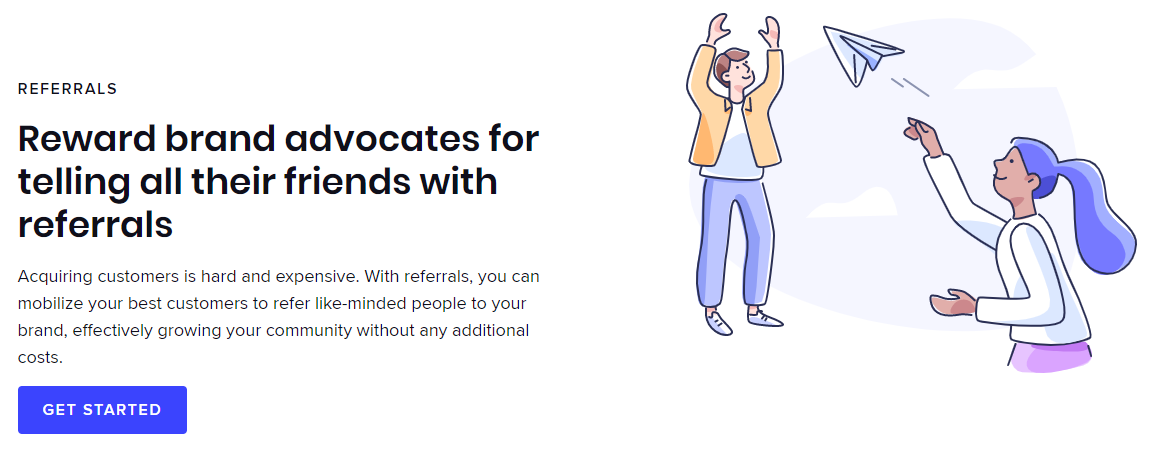 REFERRALS
Reward brand advocates for
telling all their friends with
referrals
Acquiring customers is hard and expensive. With referrals, you can
mobilize your best customers to refer like-minded people to your
brand, effectively growing your community without any additional
costs.
GET STARTED